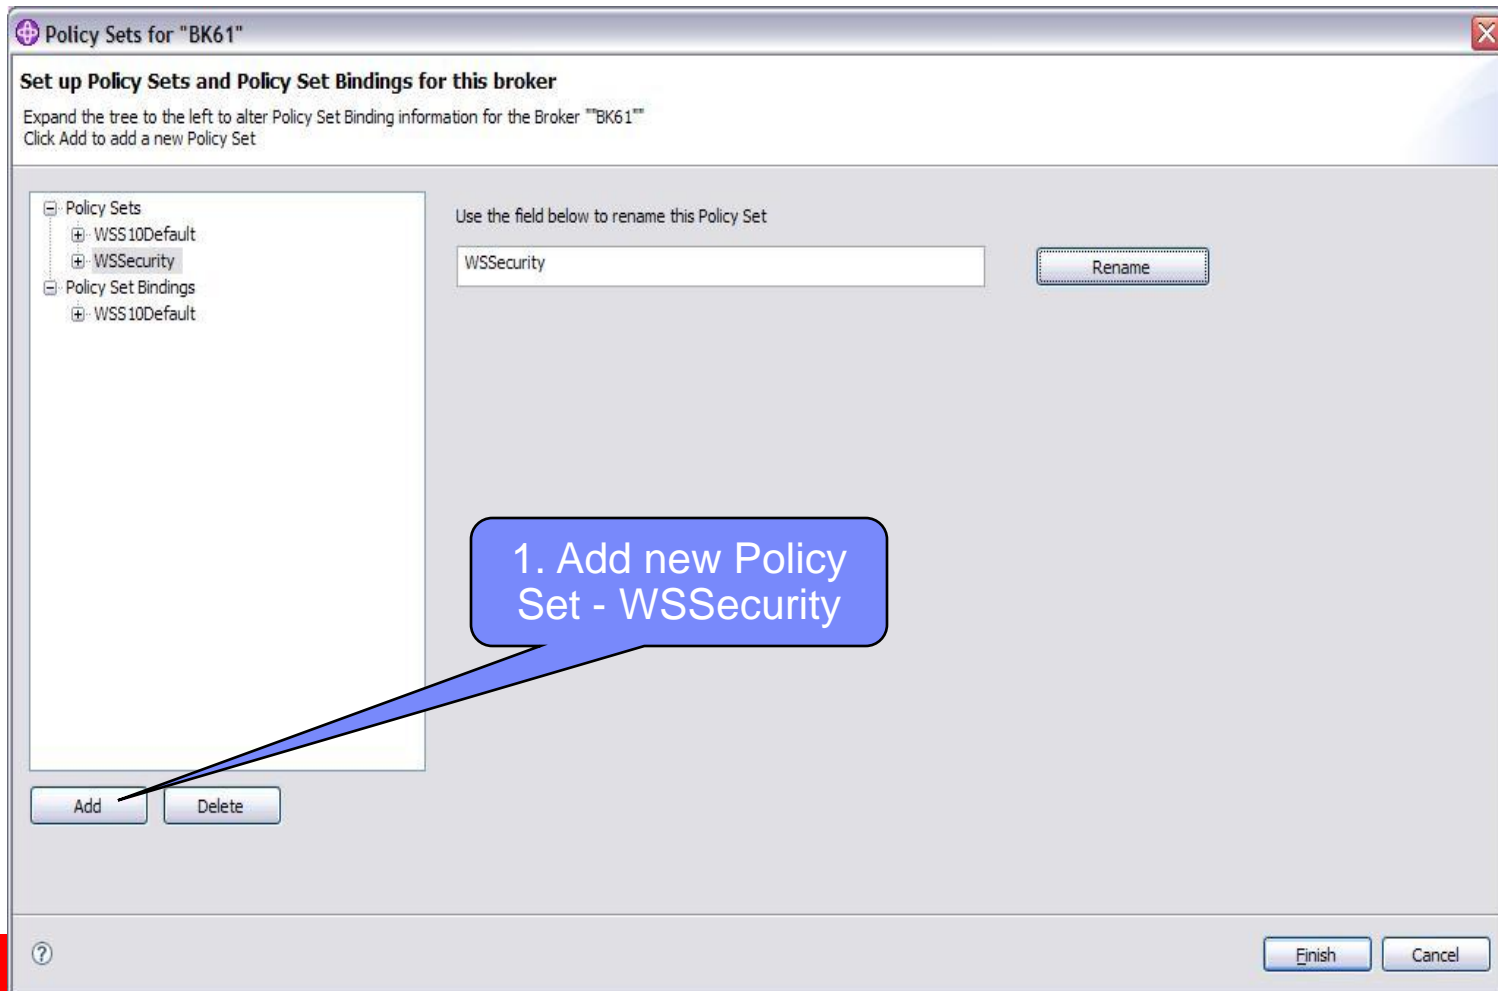 Policy Sets for "BK61"
Set up Policy Sets and Policy Set Bindings for this broker
Expand the tree to the left to alter Policy Set Binding information for the Broker ""BK61""
Click Add to add a new Policy Set
Policy Sets
WSS10Default
WSSecurity
Policy Set Bindings
WSS10Default
Use the field below to rename this Policy Set
WSSecurity
Rename
1. Add new Policy
Set - WSSecurity
Add
Delete
?
Finish
Cancel